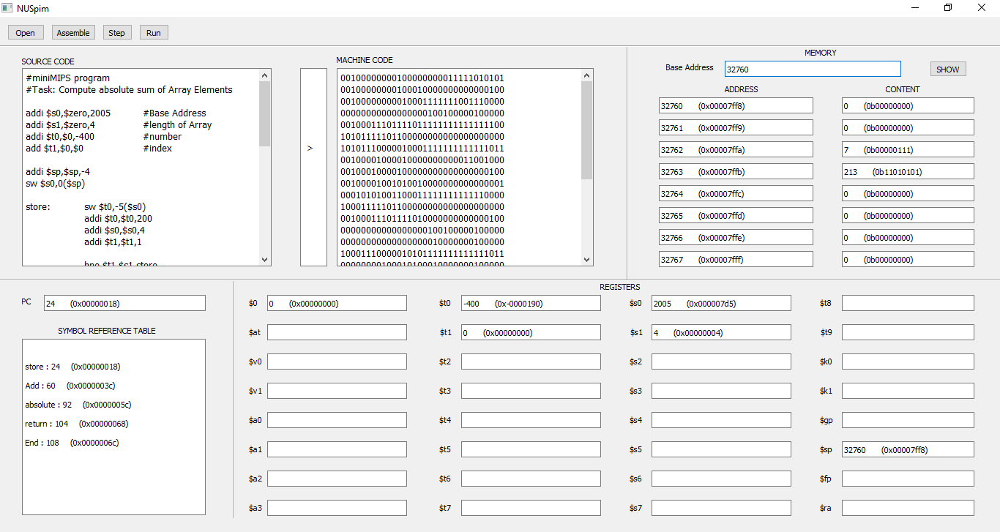 NUSpim
Open
Assemble
Step
Run
SOURCE CODE
#miniMIPS program
#Task: Compute absolute sum of Array Elements
addi $s0,$zero,2005 #Base Address
addi $s1,$zero,4 #length of Array
addi $t0,$0,-400 #number
add $t1,$0,$0 #index
addi $sp,$sp,-4
sw $s0,0($sp)
store: sw $t0,-5($s0)
addi $t0,$t0,200
addi $s0,$s0,4
addi $t1,$t1,1
bne $t1,$s1,store
>
MACHINE CODE
00100000000100000000011111010101
00100000000100010000000000000100
00100000000010001111111001110000
00000000000000000100100000100000
00100011101111011111111111111100
10101111101100000000000000000000
10101110000010001111111111111011
00100001000010000000000011001000
00100010000100000000000000000100
00100001001010010000000000000001
00010101001100011111111111110000
10001111101100000000000000000000
00100011101111010000000000000100
00000000000000000100100000100000
00000000000000000100000000100000
10001110000010101111111111111011
00000001000010100100000000100000
MEMORY
Base Address 32760 SHOW
ADDRESS CONTENT
32760 (0x00007ff8) 0 (0b00000000)
32761 (0x00007ff9) 0 (0b00000000)
32762 (0x00007ffa) 7 (0b00000111)
32763 (0x00007ffb) 213 (0b11010101)
32764 (0x00007ffc) 0 (0b00000000)
32765 (0x00007ffd) 0 (0b00000000)
32766 (0x00007ffe) 0 (0b00000000)
32767 (0x00007fff) 0 (0b00000000)
PC 24 (0x00000018)
SYMBOL REFERENCE TABLE
store : 24 (0x00000018)
Add : 60 (0x0000003c)
absolute : 92 (0x0000005c)
return : 104 (0x00000068)
End : 108 (0x0000006c)
REGISTERS
$0 0 (0x00000000) $t0 -400 (0x-0000190) $s0 2005 (0x000007d5) $t8
$at $t1 0 (0x00000000) $s1 4 (0x00000004) $t9
$v0 $t2 $s2 $k0
$v1 $t3 $s3 $k1
$a0 $t4 $s4 $gp
$a1 $t5 $s5 $sp 32760 (0x00007ff8)
$a2 $t6 $s6 $fp
$a3 $t7 $s7 $ra